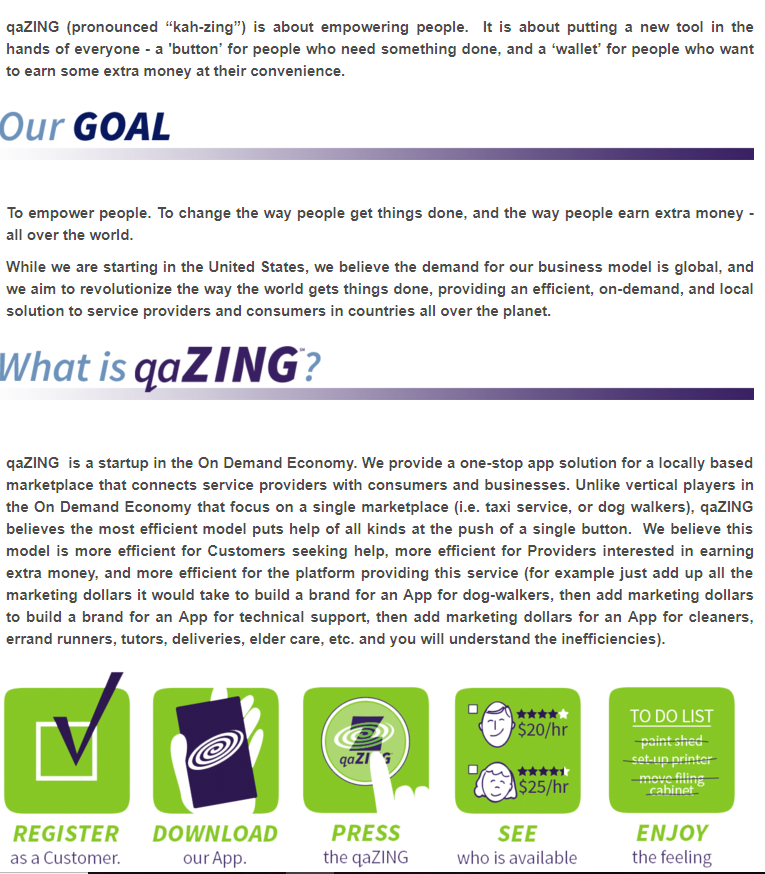 qaZING (pronounced “kah-zing”) is about empowering people.  It is about putting a new tool in the
hands of everyone - a 'button’ for people who need something done, and a ‘wallet’ for people who want
to earn some extra money at their convenience.
Our GOAL
To empower people. To change the way people get things done, and the way people earn extra money -
all over the world.
While we are starting in the United States, we believe the demand for our business model is global, and
we aim to revolutionize the way the world gets things done, providing an efficient, on-demand, and local
solution to service providers and consumers in countries all over the planet.
What is qaZING℠?
qaZING  is a startup in the On Demand Economy. We provide a one-stop app solution for a locally based
marketplace that connects service providers with consumers and businesses. Unlike vertical players in
the On Demand Economy that focus on a single marketplace (i.e. taxi service, or dog walkers), qaZING
believes the most efficient model puts help of all kinds at the push of a single button.  We believe this
model is more efficient for Customers seeking help, more efficient for Providers interested in earning
extra money, and more efficient for the platform providing this service (for example just add up all the
marketing dollars it would take to build a brand for an App for dog-walkers, then add marketing dollars
to build a brand for an App for technical support, then add marketing dollars for an App for cleaners,
errand runners, tutors, deliveries, elder care, etc. and you will understand the inefficiencies).
qaZING
$20/hr
$25/hr
TO DO LIST
paint shed
set-up printer
move filing
cabinet
REGISTER
as a Customer.
DOWNLOAD
our App.
PRESS
the qaZING
SEE
who is available
ENJOY
the feeling